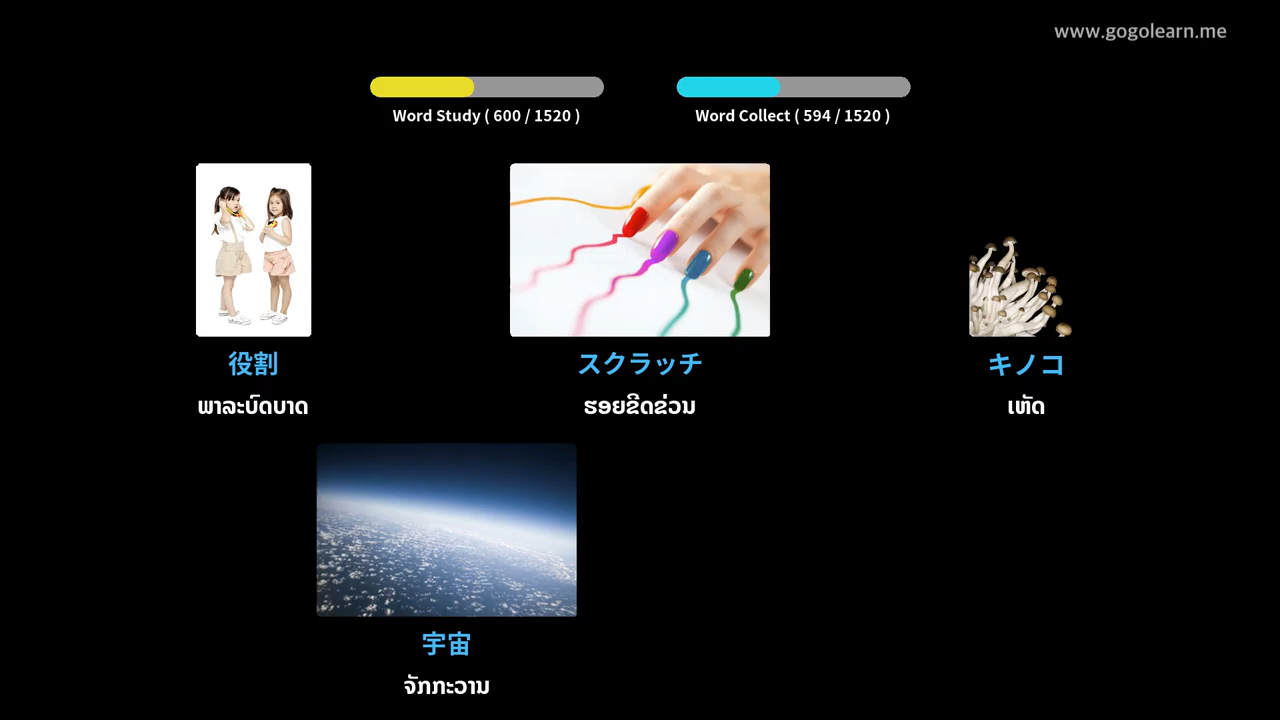 www.gogolearn.me
Word Study ( 600 / 1520 )
Word Collect ( 594 / 1520 )
役割
ພາລະບົດບາດ
スクラッチ
ຮອຍຂີດຂ່ວນ
キノコ
ເຫັດ
宇宙
ຈັກກະວານ